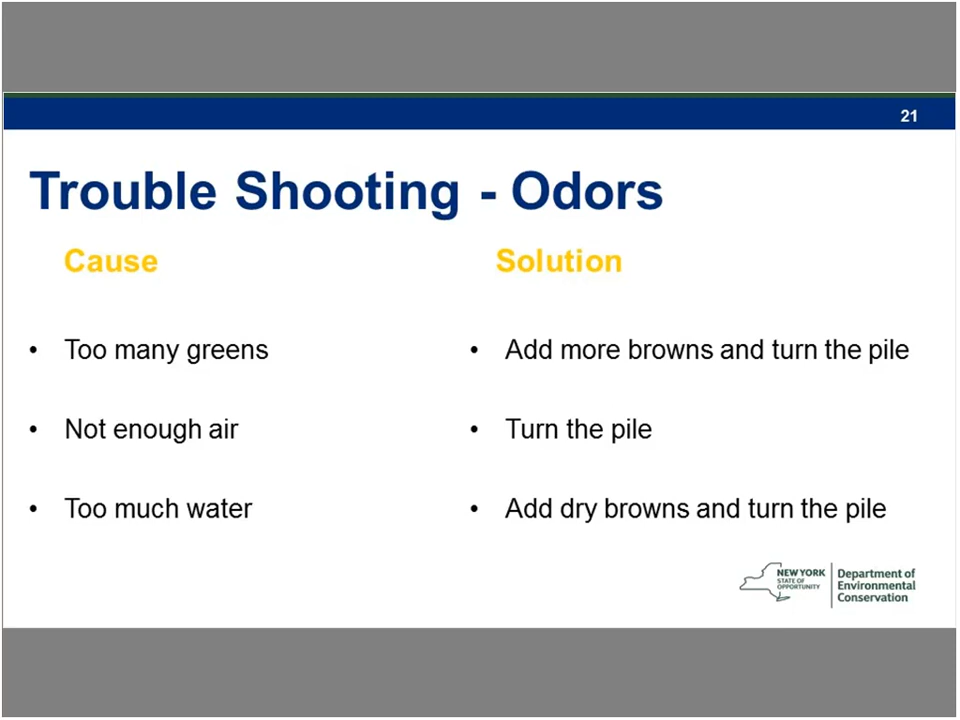 21
Trouble Shooting - Odors
Cause
Solution
• Too many greens
• Add more browns and turn the pile
• Not enough air
• Turn the pile
• Too much water
• Add dry browns and turn the pile
NEW YORK
STATE OF
OPPORTUNITY
Department of
Environmental
Conservation